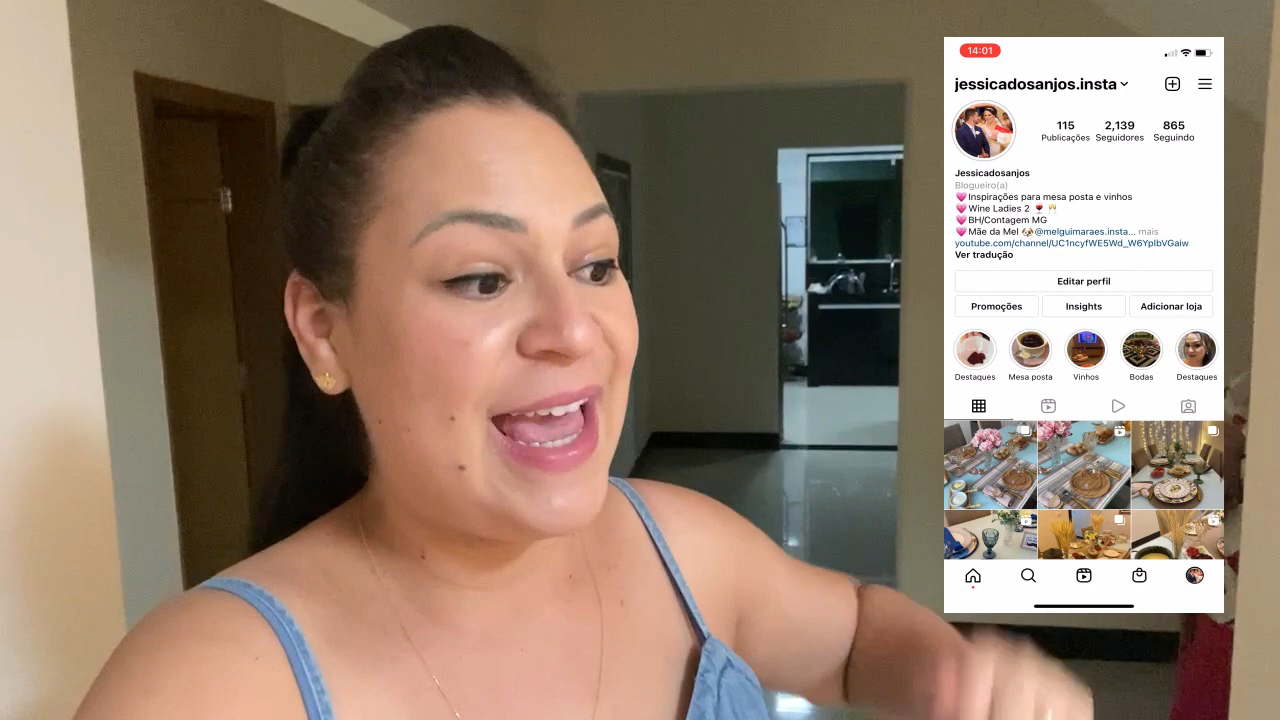 14:01
jessicadosanjos.insta
115 2,139 865
Publicações Seguidores Seguindo
Jessicadosanjos
Blogueiro(a)
💗Inspirações para mesa posta e vinhos
💗Wine Ladies 2 🍷 🥂
💗BH/Contagem MG
💗Mãe da Mel 🐶@melguimaraes.insta... mais
youtube.com/channel/UC1ncyfWE5Wd_W6YpIbVGaiw
Ver tradução
Editar perfil
Promoções Insights Adicionar loja
Destaques Mesa posta Vinhos Bodas Destaques